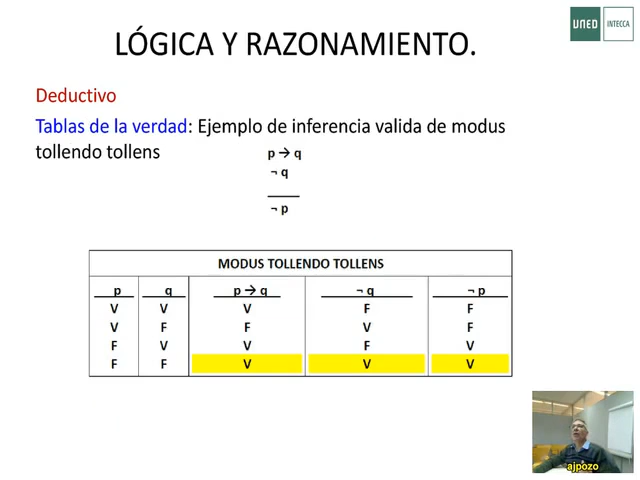 UNED INTECCA
LÓGICA Y RAZONAMIENTO.
Deductivo
Tablas de la verdad: Ejemplo de inferencia valida de modus
tollendo tollens
p → q
¬ q
¬ p
MODUS TOLLENDO TOLLENS
p q p → q ¬ q ¬ p
V V V F F
V F F V F
F V V F V
F F V V V
ajpozo